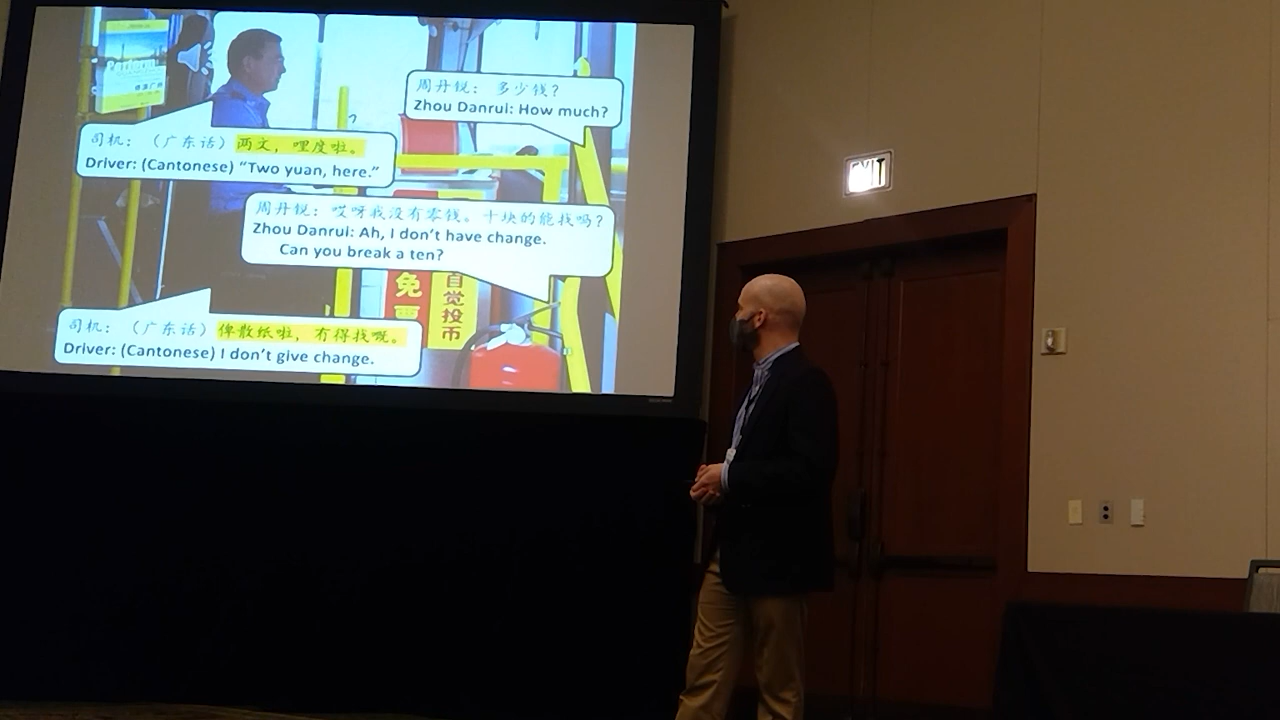 周丹锐： 多少钱？
Zhou Danrui: How much?
司机：（广东话）两文，哩度啦。
Driver: (Cantonese) “Two yuan, here.”
周丹锐：哎呀我没有零钱。十块的能找吗？
Zhou Danrui: Ah, I don’t have change.
Can you break a ten?
免
自觉投币
司机：（广东话）俾散纸啦，冇得找嘅。
Driver: (Cantonese) I don’t give change.
EXIT